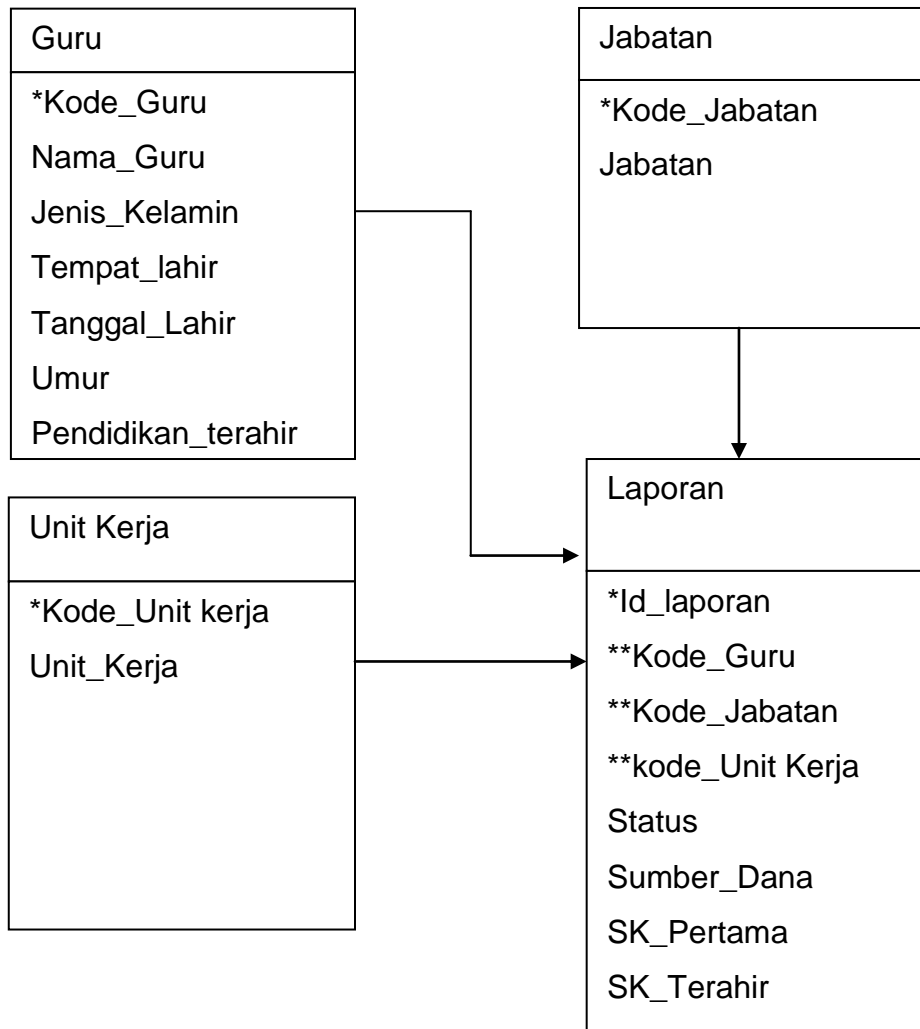 Guru
*Kode_Guru
Nama_Guru
Jenis_Kelamin
Tempat_lahir
Tanggal_Lahir
Umur
Pendidikan_terahir
Jabatan
*Kode_Jabatan
Jabatan
Unit Kerja
*Kode_Unit kerja
Unit_Kerja
Laporan
*Id_laporan
**Kode_Guru
**Kode_Jabatan
**kode_Unit Kerja
Status
Sumber_Dana
SK_Pertama
SK_Terahir